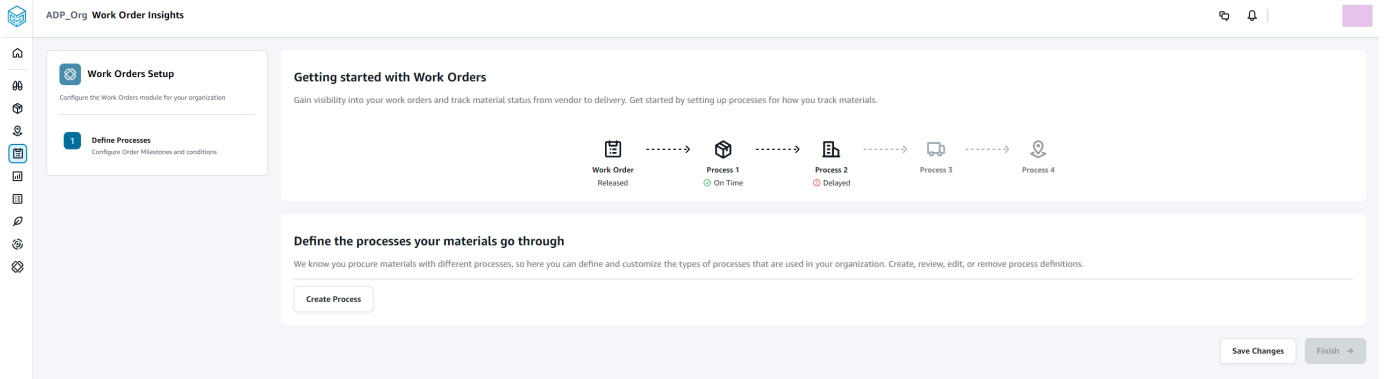 ADP_Org Work Order Insights
Work Orders Setup
Configure the Work Orders module for your organization
1
Define Processes
Configure Order Milestones and conditions
Getting started with Work Orders
Gain visibility into your work orders and track material status from vendor to delivery. Get started by setting up processes for how you track materials.
Work Order
Released
Process 1
On Time
Process 2
Delayed
Process 3
Process 4
Define the processes your materials go through
We know you procure materials with different processes, so here you can define and customize the types of processes that are used in your organization. Create, review, edit, or remove process definitions.
Create Process
Save Changes
Finish